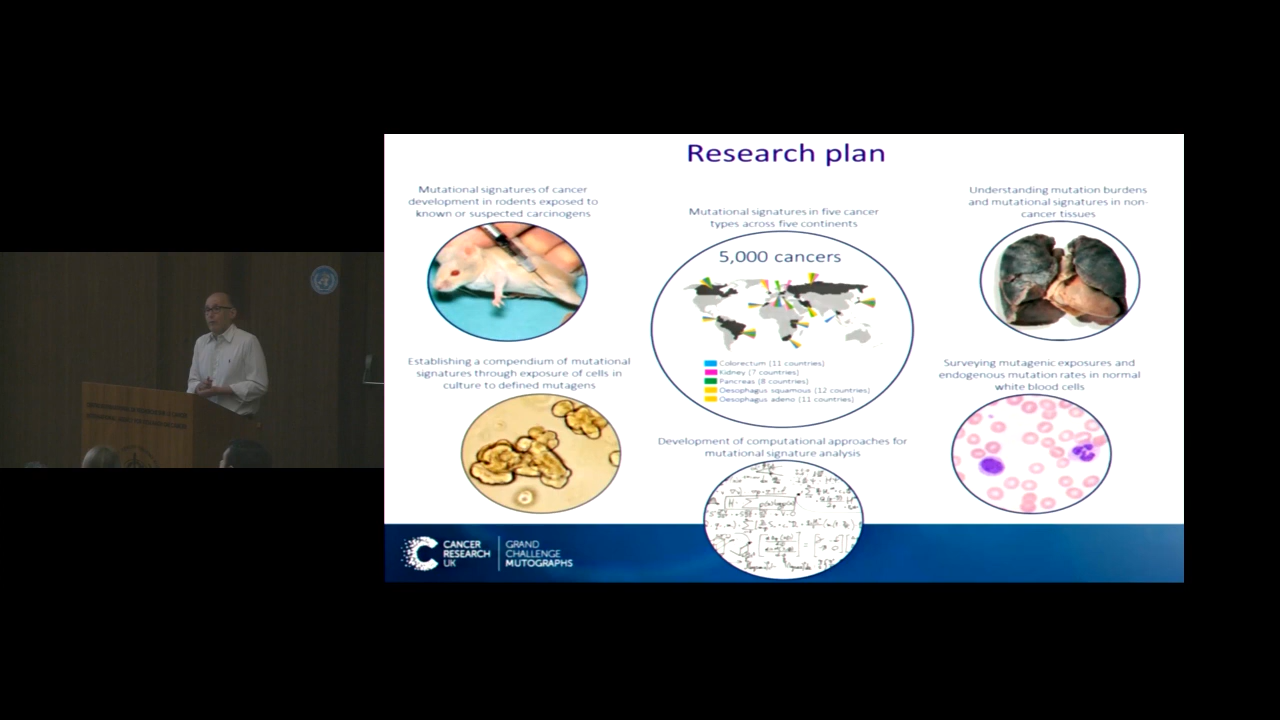 Research plan
Mutational signatures of cancer
development in rodents exposed to
known or suspected carcinogens
Mutational signatures in five cancer
types across five continents
Understanding mutation burdens
and mutational signatures in non-
cancer tissues
5,000 cancers
Colorectum (11 countries)
Kidney (7 countries)
Pancreas (8 countries)
Oesophagus squamous (12 countries)
Oesophagus adeno (11 countries)
Establishing a compendium of mutational
signatures through exposure of cells in
culture to defined mutagens
Surveying mutagenic exposures and
endogenous mutation rates in normal
white blood cells
Development of computational approaches for
mutational signature analysis
CANCER
RESEARCH
UK
GRAND
CHALLENGE
MUTOGRAPHS